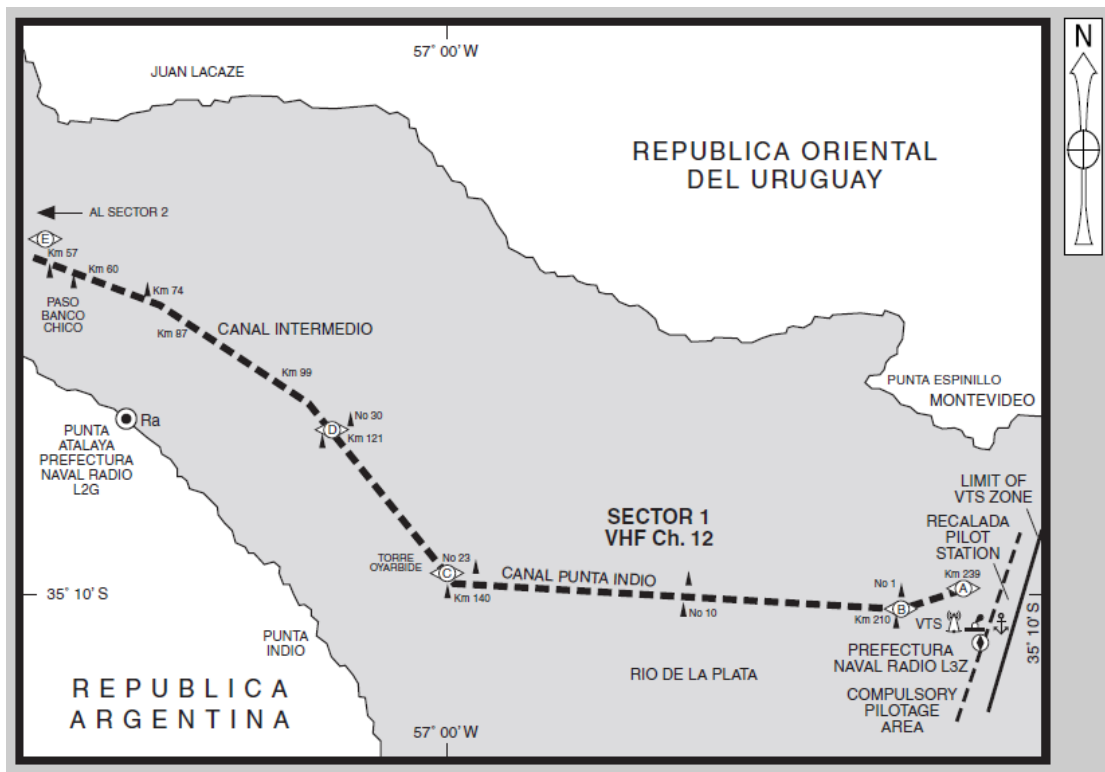 57° 00' W
N
JUAN LACAZE
REPUBLICA ORIENTAL
DEL URUGUAY
AL SECTOR 2
E
Km 57
Km 60
Km 74
PASO
BANCO
CHICO
Km 87
CANAL INTERMEDIO
Km 99
PUNTA ESPINILLO
MONTEVIDEO
Ra
No 30
D
Km 121
PUNTA
ATALAYA
PREFECTURA
NAVAL RADIO
L2G
LIMIT OF
VTS ZONE
SECTOR 1
VHF Ch. 12
RECALADA
PILOT
STATION
TORRE
OYARBIDE
No 23
C
CANAL PUNTA INDIO
Km 140
No 10
No 1
Km 239
A
B
Km 210
VTS
35° 10' S
35° 10' S
PUNTA
INDIO
PREFECTURA
NAVAL RADIO L3Z
RIO DE LA PLATA
COMPULSORY
PILOTAGE
AREA
REPUBLICA
ARGENTINA
57° 00' W